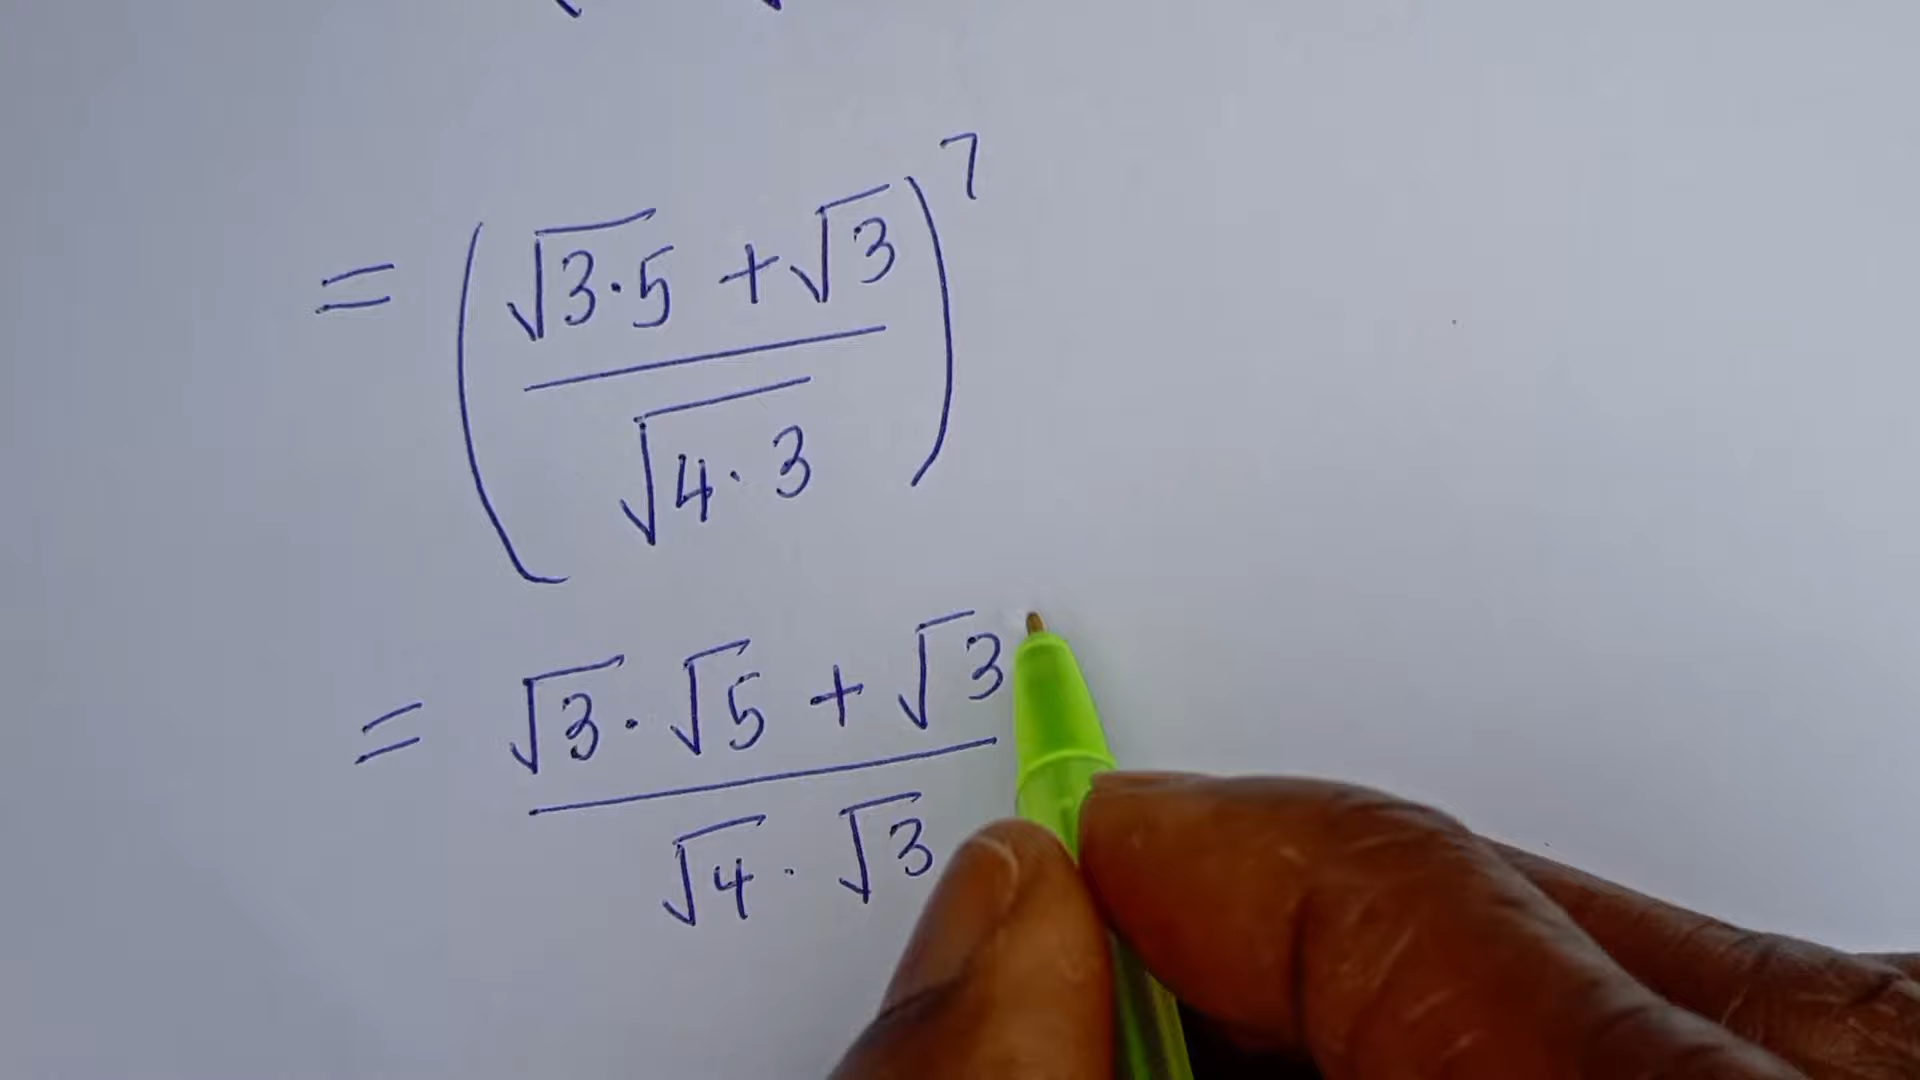 = (√3·5 + √3 / √4·3)^7
= √3·√5 + √3 / √4·√3